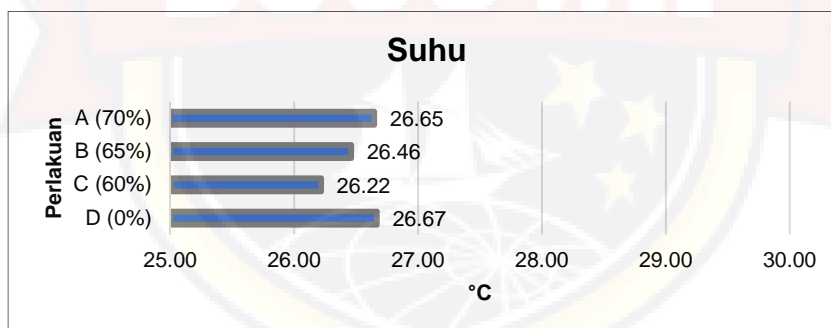 Suhu
Perlakuan
A (70%) 26.65
B (65%) 26.46
C (60%) 26.22
D (0%) 26.67
25.00 26.00 27.00 28.00 29.00 30.00
°C